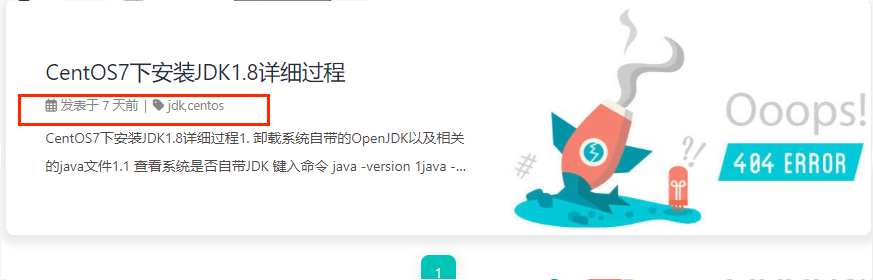 CentOS7下安装JDK1.8详细过程
发表于 7 天前 | jdk,centos
CentOS7下安装JDK1.8详细过程1. 卸载系统自带的OpenJDK以及相关
的java文件1.1 查看系统是否自带JDK 键入命令 java -version 1java -...
Ooops!
404 ERROR
#
?!
1